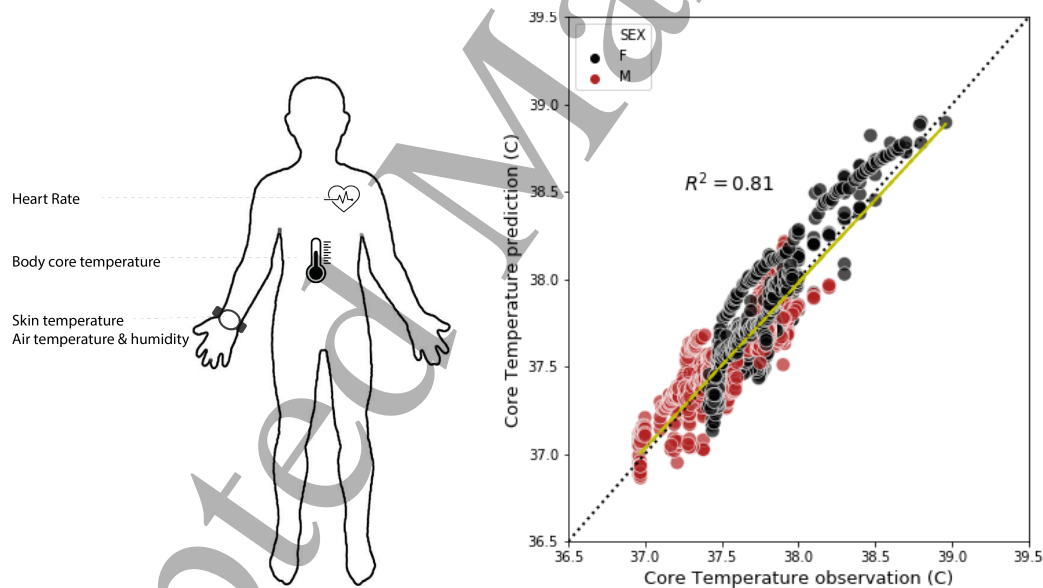 Heart Rate
Body core temperature
Skin temperature
Air temperature & humidity
39.5
39.0
38.5
38.0
37.5
37.0
36.5
Core Temperature prediction (C)
SEX
F
M
R² = 0.81
36.5 37.0 37.5 38.0 38.5 39.0 39.5
Core Temperature observation (C)